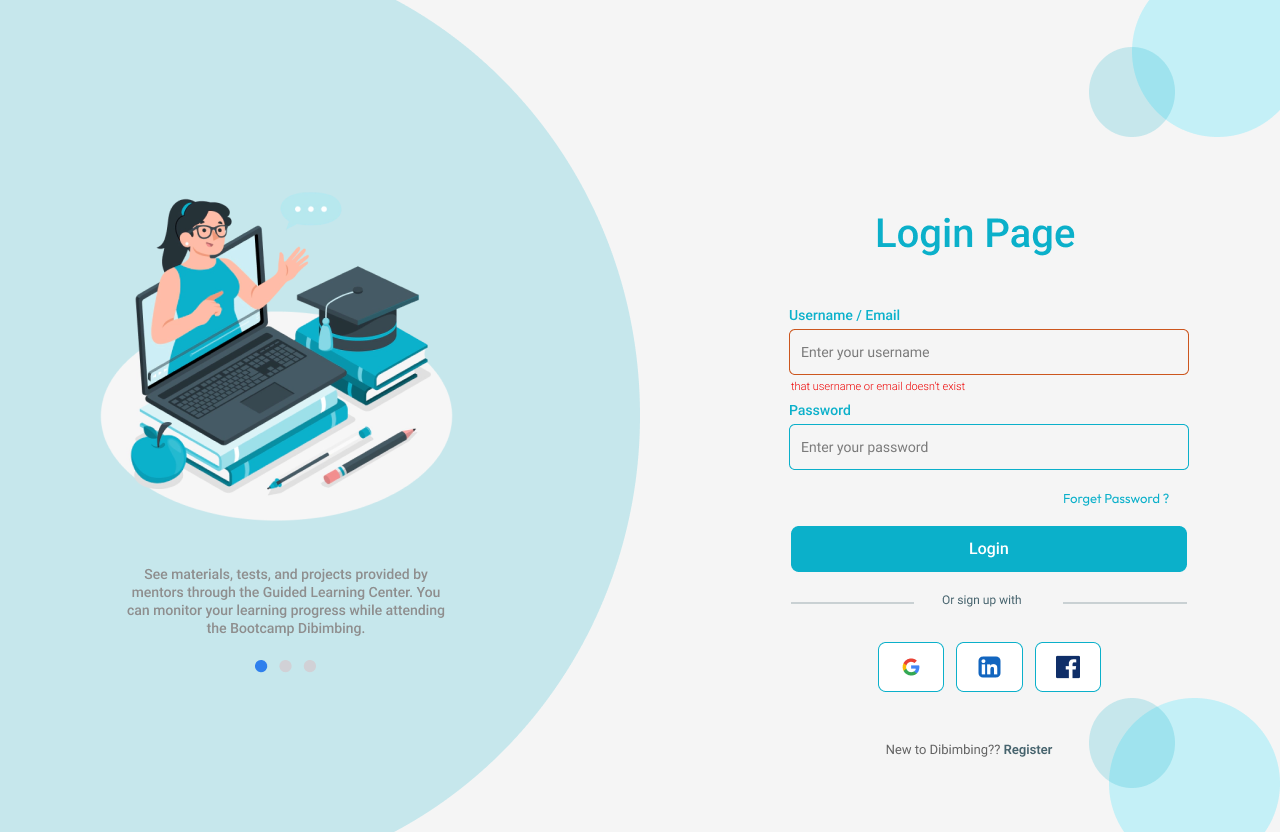 Login Page
Username / Email
Enter your username
that username or email doesn't exist
Password
Enter your password
Forget Password ?
Login
Or sign up with
G
in
f
New to Dibimbing?? Register
See materials, tests, and projects provided by
mentors through the Guided Learning Center. You
can monitor your learning progress while attending
the Bootcamp Dibimbing.